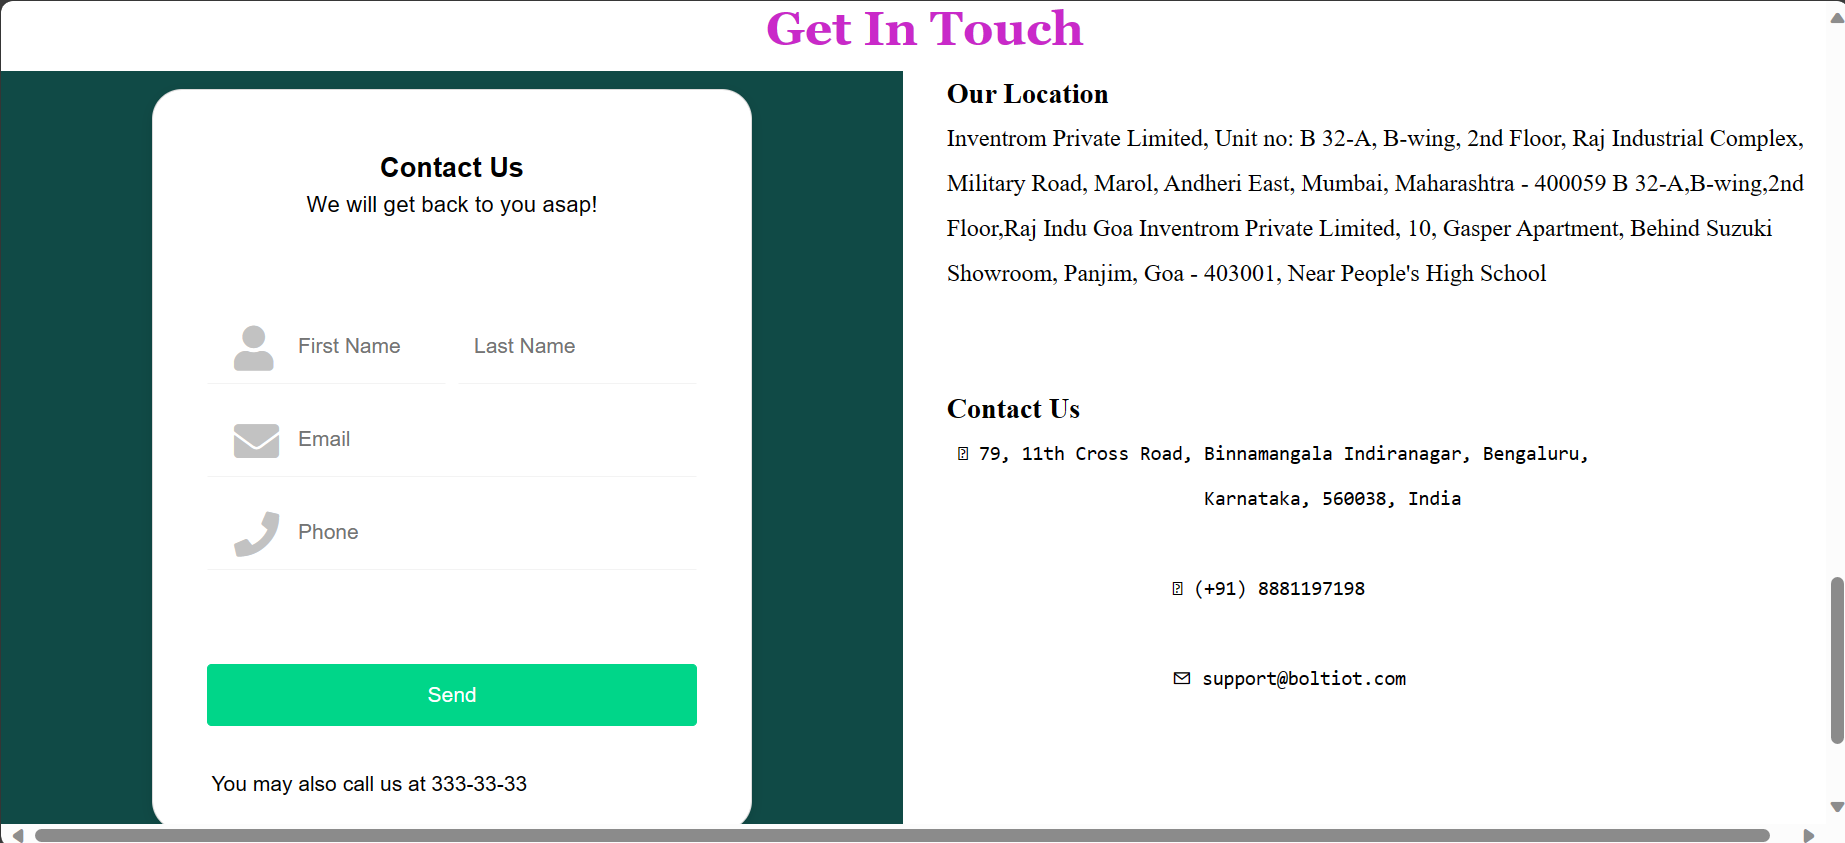 Get In Touch
Contact Us
We will get back to you asap!
First Name
Last Name
Email
Phone
Send
You may also call us at 333-33-33
Our Location
Inventrom Private Limited, Unit no: B 32-A, B-wing, 2nd Floor, Raj Industrial Complex,
Military Road, Marol, Andheri East, Mumbai, Maharashtra - 400059 B 32-A,B-wing,2nd
Floor,Raj Indu Goa Inventrom Private Limited, 10, Gasper Apartment, Behind Suzuki
Showroom, Panjim, Goa - 403001, Near People's High School
Contact Us
79, 11th Cross Road, Binnamangala Indiranagar, Bengaluru,
Karnataka, 560038, India
(+91) 8881197198
support@boltiot.com